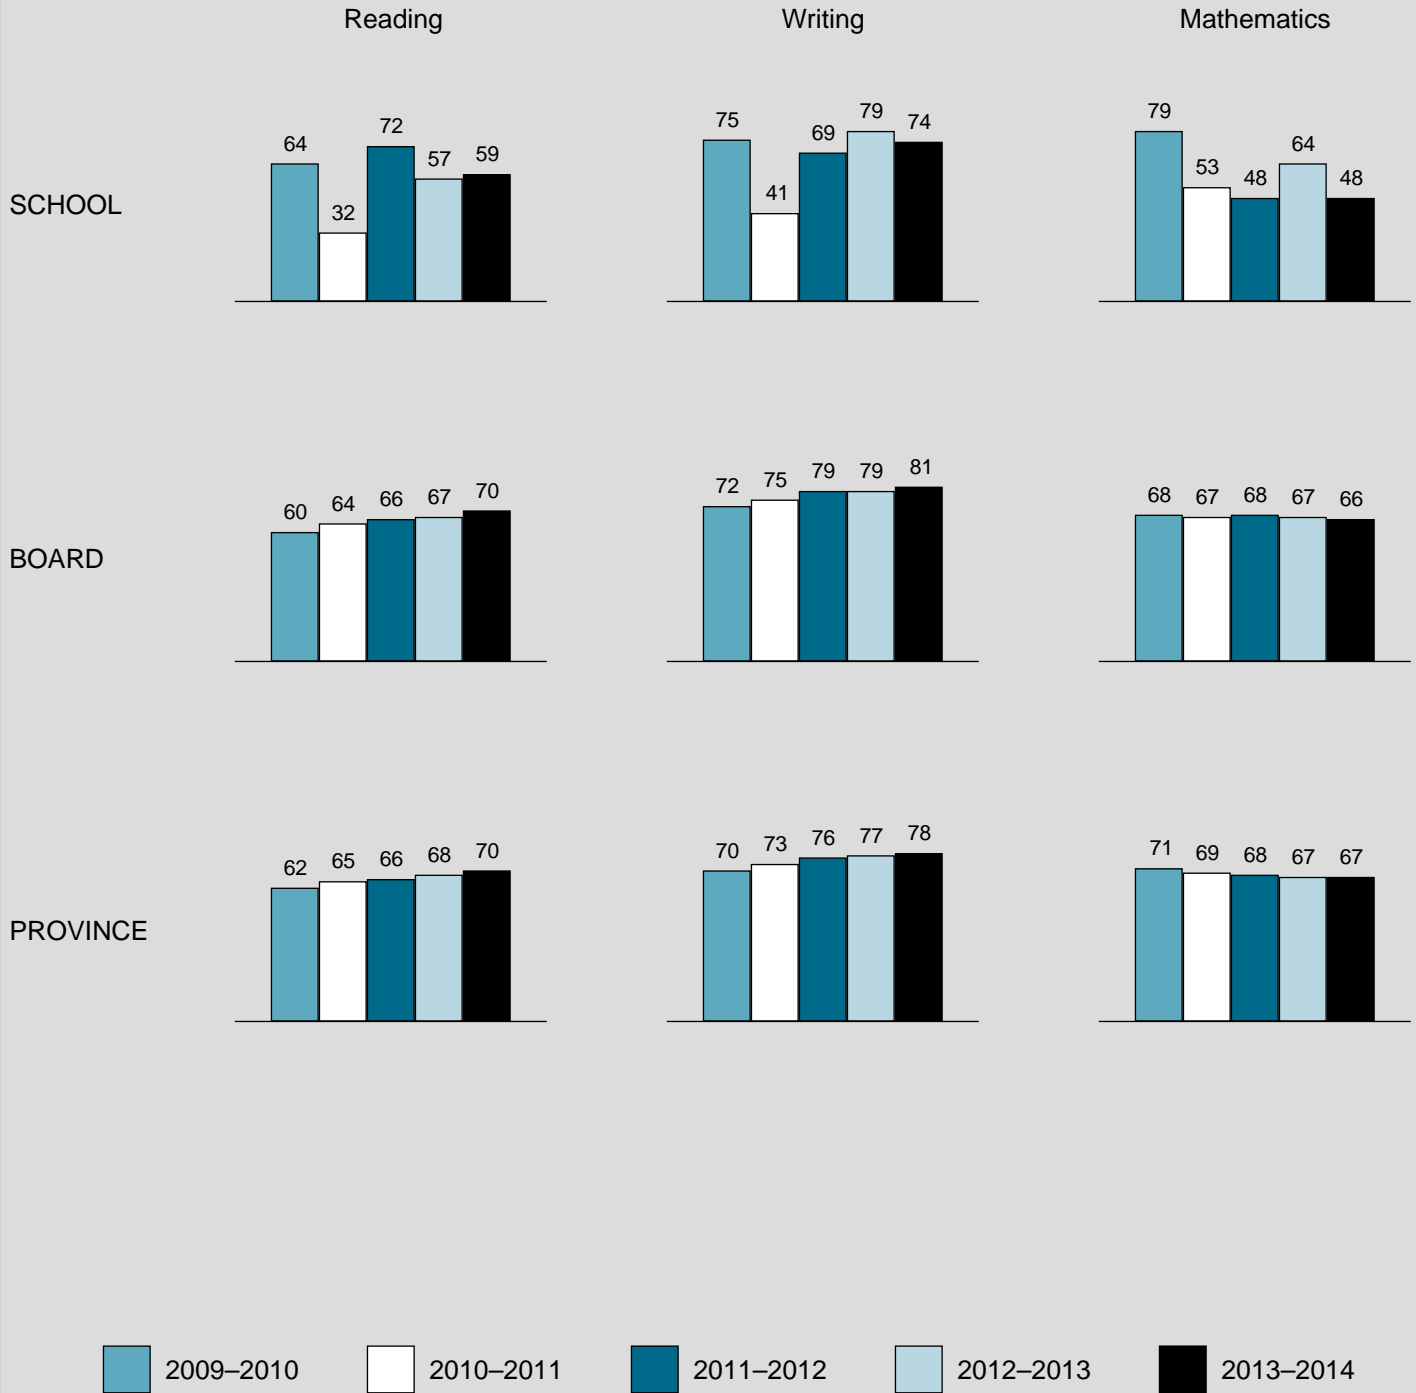 Reading Writing Mathematics
SCHOOL
64 32 72 57 59
75 41 69 79 74
79 53 48 64 48
BOARD
60 64 66 67 70
72 75 79 79 81
68 67 68 67 66
PROVINCE
62 65 66 68 70
70 73 76 77 78
71 69 68 67 67
2009–2010 2010–2011 2011–2012 2012–2013 2013–2014